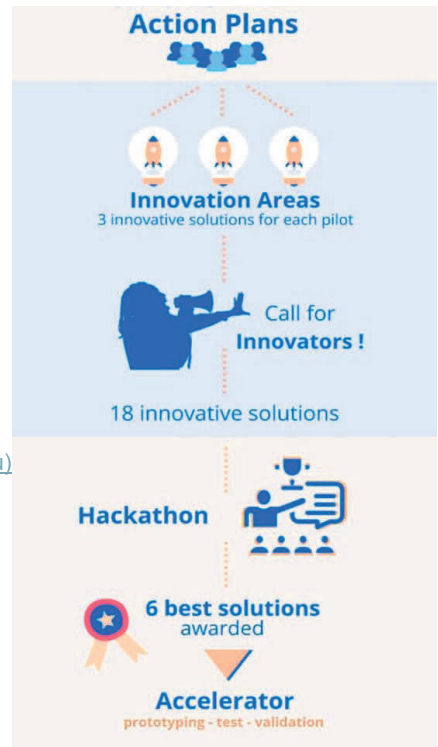 Action Plans
Innovation Areas
3 innovative solutions for each pilot
Call for
Innovators !
18 innovative solutions
u)
Hackathon
6 best solutions
awarded
Accelerator
prototyping - test - validation